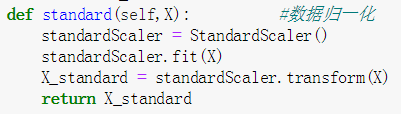 def standard(self,X):        #数据归一化
    standardScaler = StandardScaler()
    standardScaler.fit(X)
    X_standard = standardScaler.transform(X)
    return X_standard